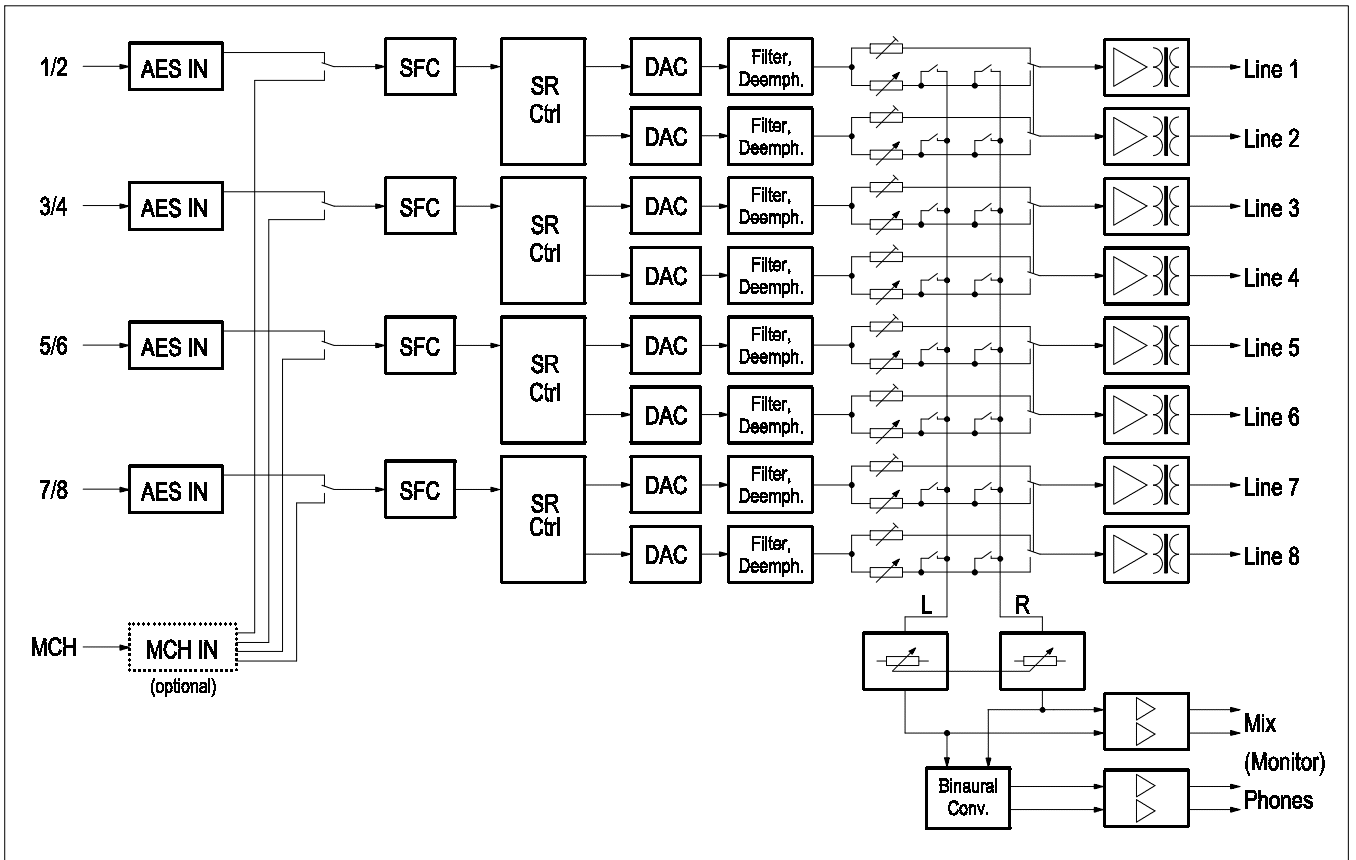 1/2
AES IN
SFC
SR
Ctrl
DAC
Filter,
Deemph.
Line 1
DAC
Filter,
Deemph.
Line 2
3/4
AES IN
SFC
SR
Ctrl
DAC
Filter,
Deemph.
Line 3
DAC
Filter,
Deemph.
Line 4
5/6
AES IN
SFC
SR
Ctrl
DAC
Filter,
Deemph.
Line 5
DAC
Filter,
Deemph.
Line 6
7/8
AES IN
SFC
SR
Ctrl
DAC
Filter,
Deemph.
Line 7
DAC
Filter,
Deemph.
Line 8
L
R
MCH
MCH IN
(optional)
Mix
(Monitor)
Binaural
Conv.
Phones